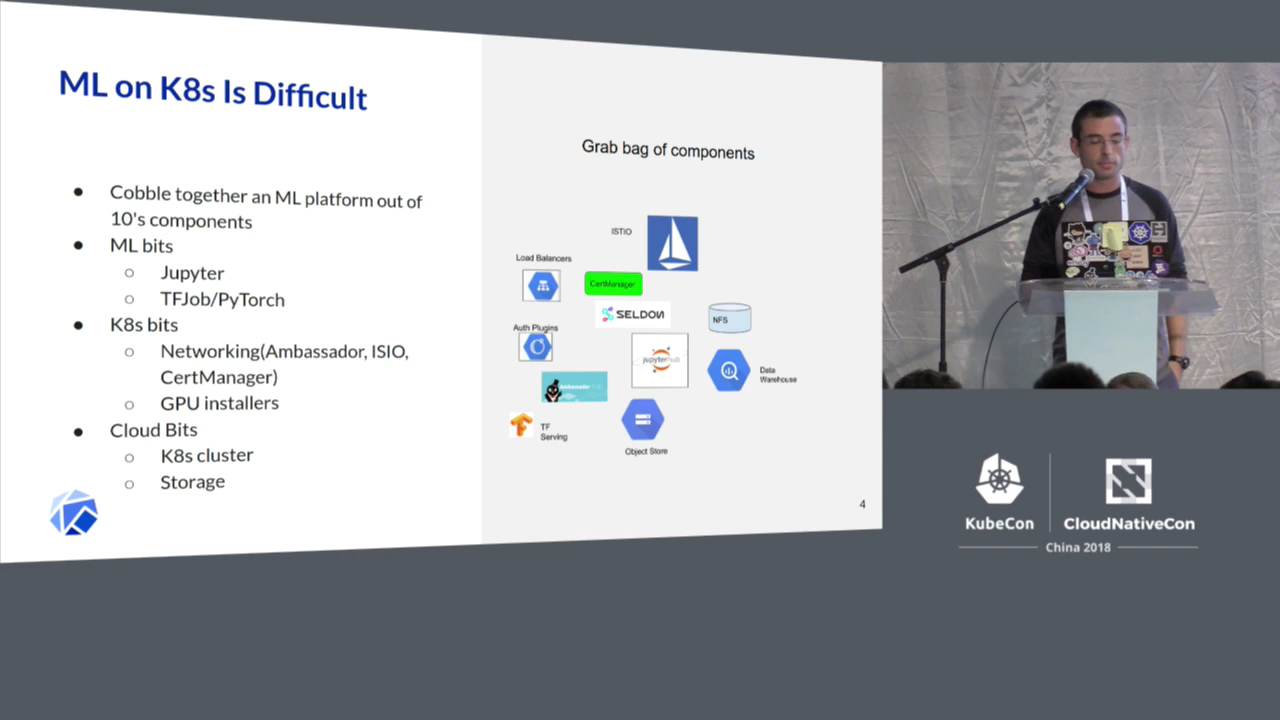 ML on K8s Is Difficult
Cobble together an ML platform out of
10's components
ML bits
Jupyter
TFJob/PyTorch
K8s bits
Networking(Ambassador, ISIO,
CertManager)
GPU installers
Cloud Bits
K8s cluster
Storage
Grab bag of components
ISTIO
Load Balancers
CertManager
SELDON
NFS
Auth Plugins
jupyterhub
Data
Warehouse
Ambassador
TF
Serving
Object Store
4
KubeCon
CloudNativeCon
China 2018